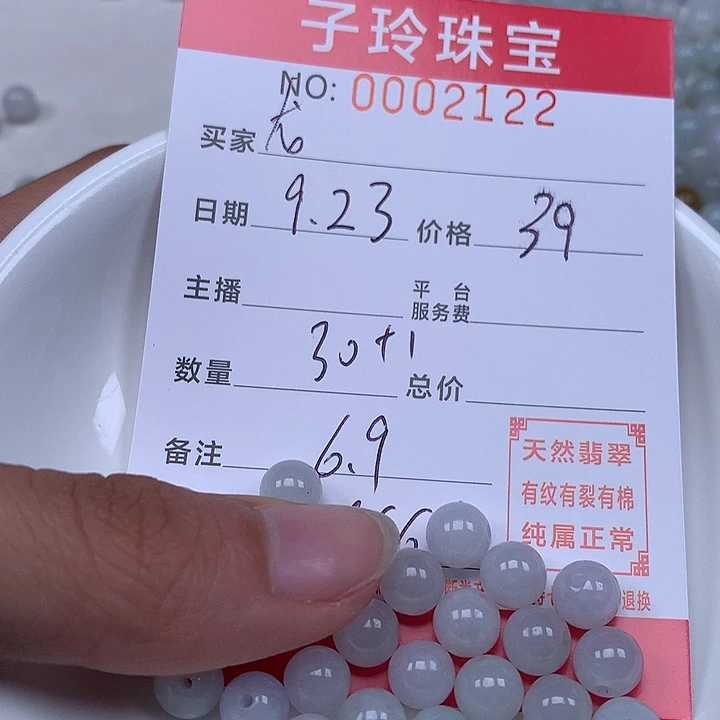 子玲珠宝
NO: 0002122
买家 龙
日期 9.23 价格 39
主播 平台服务费
数量 30+1 总价
备注 6.9
天然翡翠
有纹有裂有棉
纯属正常
退换